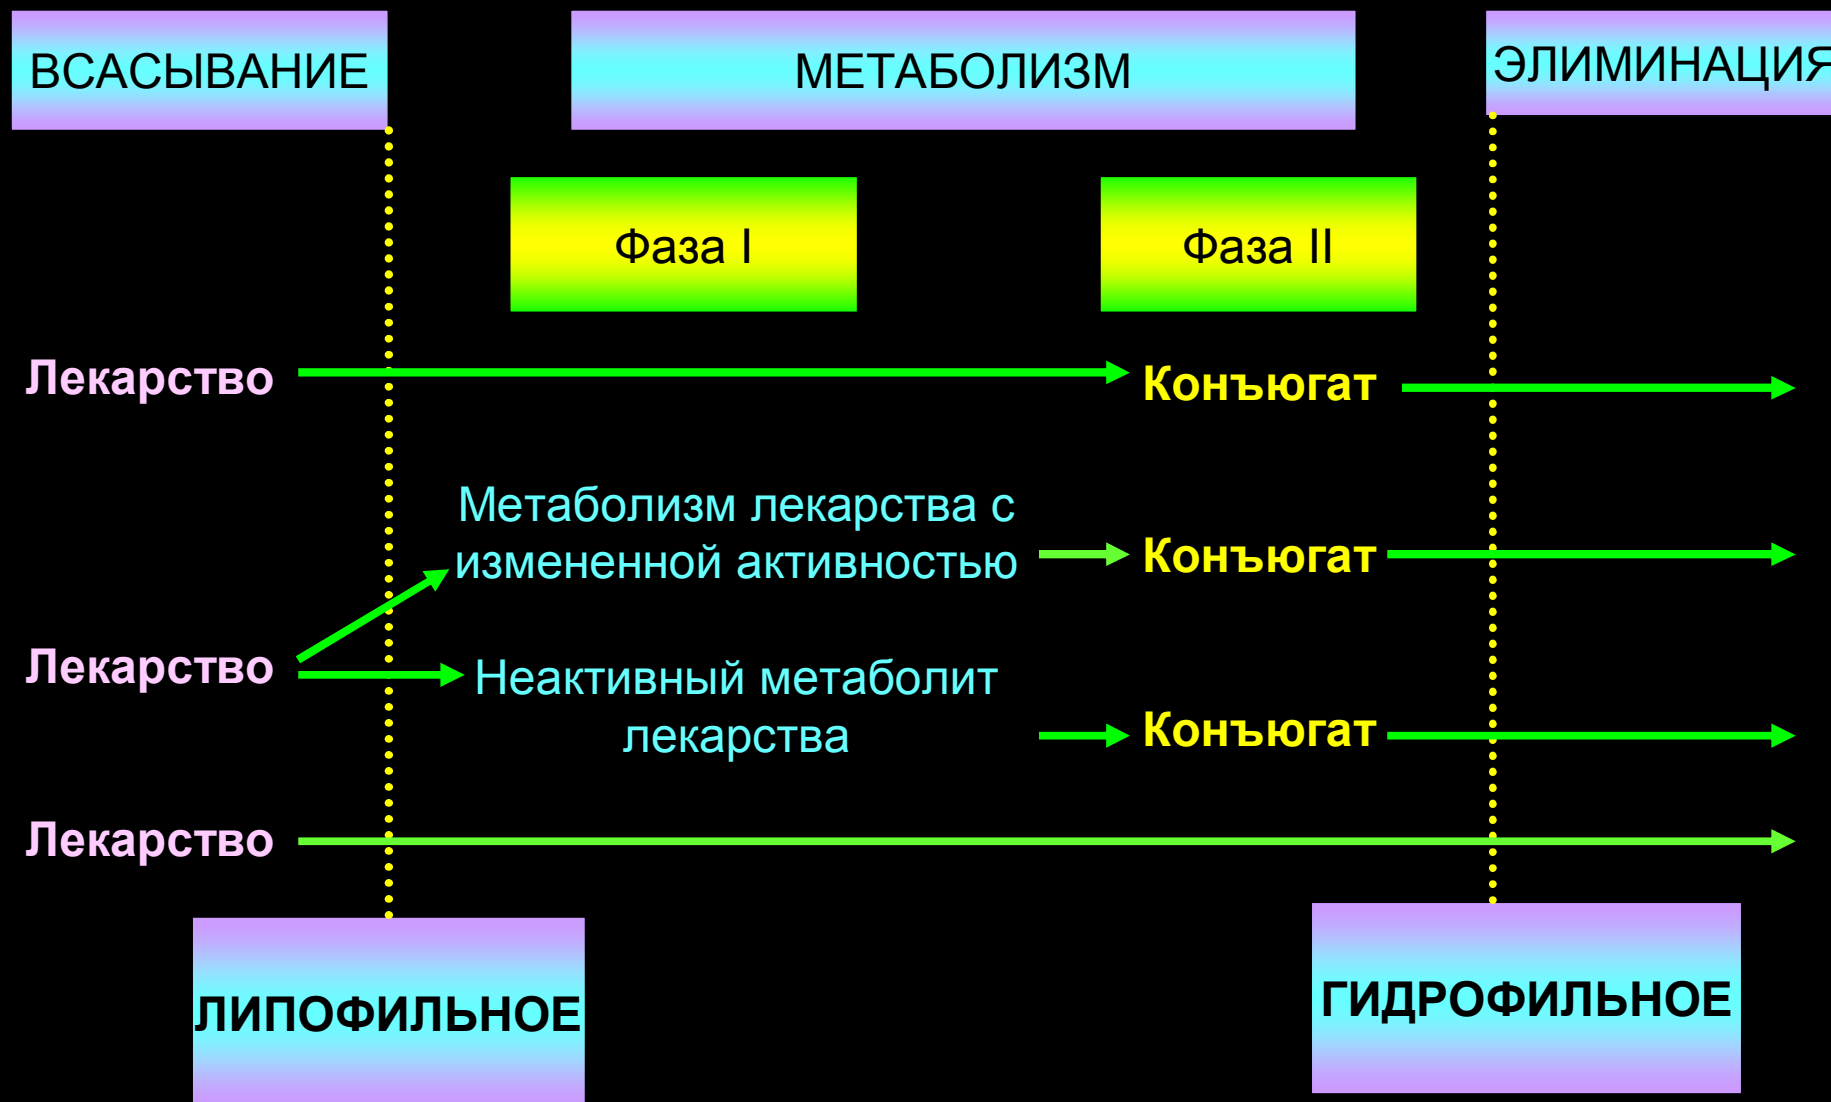 ВСАСЫВАНИЕ
МЕТАБОЛИЗМ
ЭЛИМИНАЦИЯ
Фаза I
Фаза II
Лекарство
Конъюгат
Метаболизм лекарства с
измененной активностью
Конъюгат
Лекарство
Неактивный метаболит
лекарства
Конъюгат
Лекарство
ЛИПОФИЛЬНОЕ
ГИДРОФИЛЬНОЕ